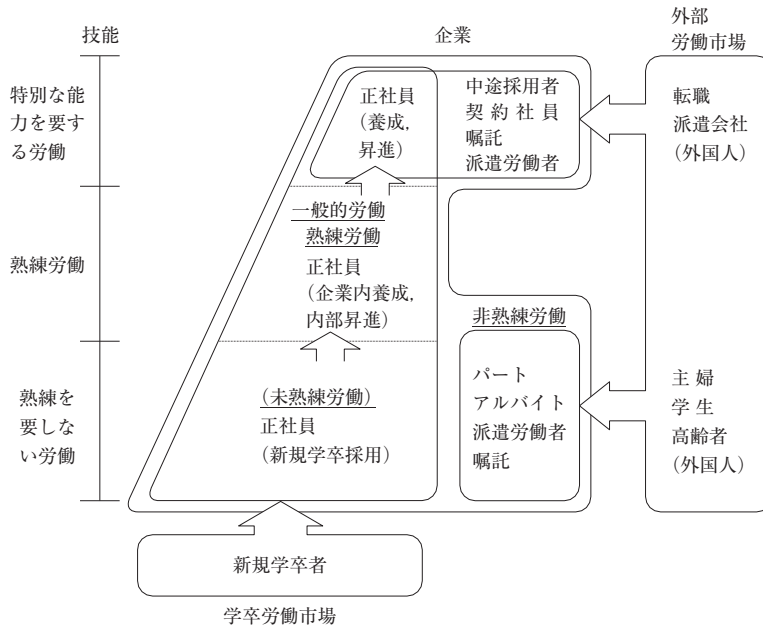 技能
企業
外部
労働市場
特別な能
力を要す
る労働
正社員
(養成,
昇進)
中途採用者
契約社員
嘱託
派遣労働者
転職
派遣会社
(外国人)
一般的労働
熟練労働
正社員
(企業内養成,
内部昇進)
熟練労働
非熟練労働
熟練を
要しな
い労働
(未熟練労働)
正社員
(新規学卒採用)
パート
アルバイト
派遣労働者
嘱託
主婦
学生
高齢者
(外国人)
新規学卒者
学卒労働市場